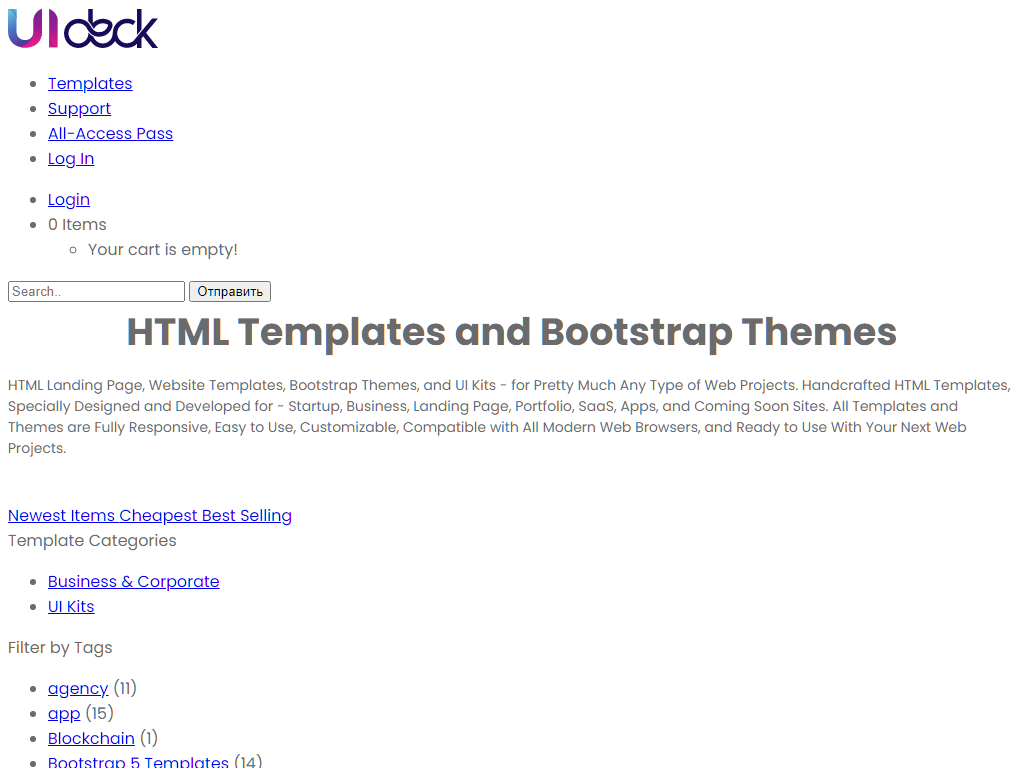 UIdeck
Templates
Support
All-Access Pass
Log In
Login
0 Items
Your cart is empty!
Search.. Отправить
HTML Templates and Bootstrap Themes
HTML Landing Page, Website Templates, Bootstrap Themes, and UI Kits - for Pretty Much Any Type of Web Projects. Handcrafted HTML Templates,
Specially Designed and Developed for - Startup, Business, Landing Page, Portfolio, SaaS, Apps, and Coming Soon Sites. All Templates and
Themes are Fully Responsive, Easy to Use, Customizable, Compatible with All Modern Web Browsers, and Ready to Use With Your Next Web
Projects.
Newest Items Cheapest Best Selling
Template Categories
Business & Corporate
UI Kits
Filter by Tags
agency (11)
app (15)
Blockchain (1)
Bootstrap 5 Templates (14)